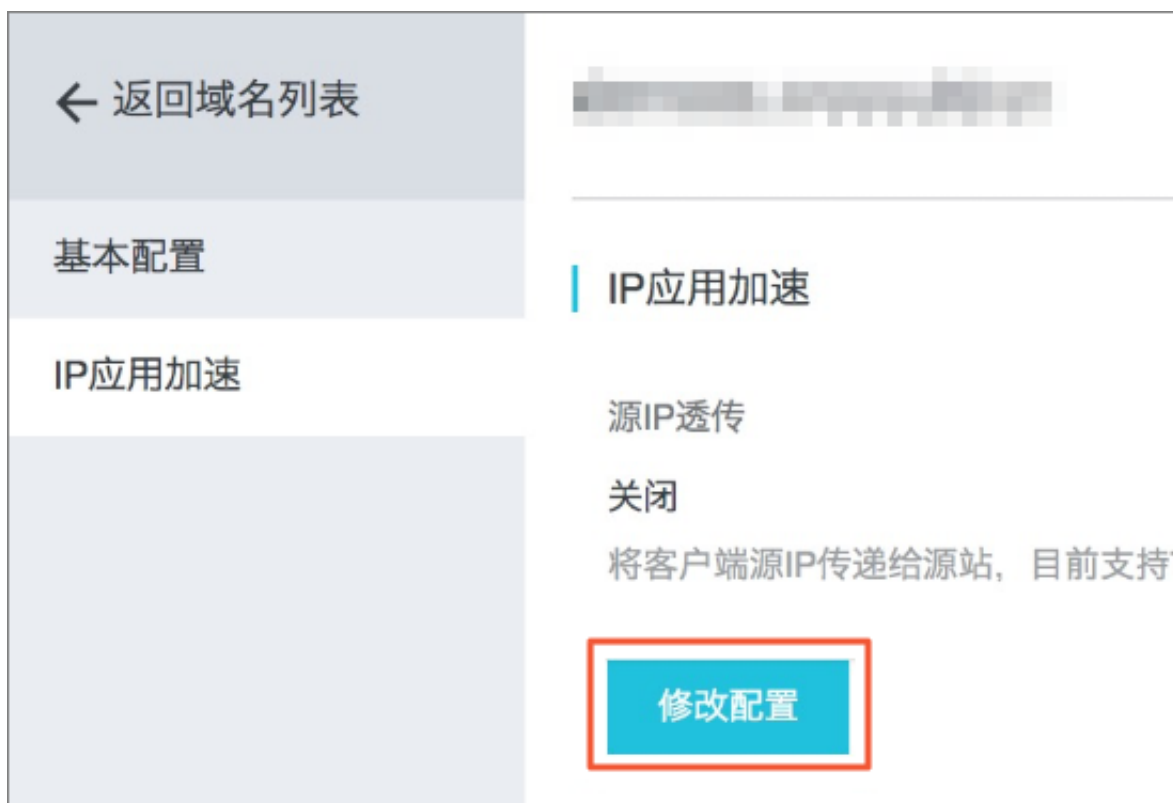 ← 返回域名列表
基本配置
IP应用加速
IP应用加速
源IP透传
关闭
将客户端源IP传递给源站，目前支持
修改配置